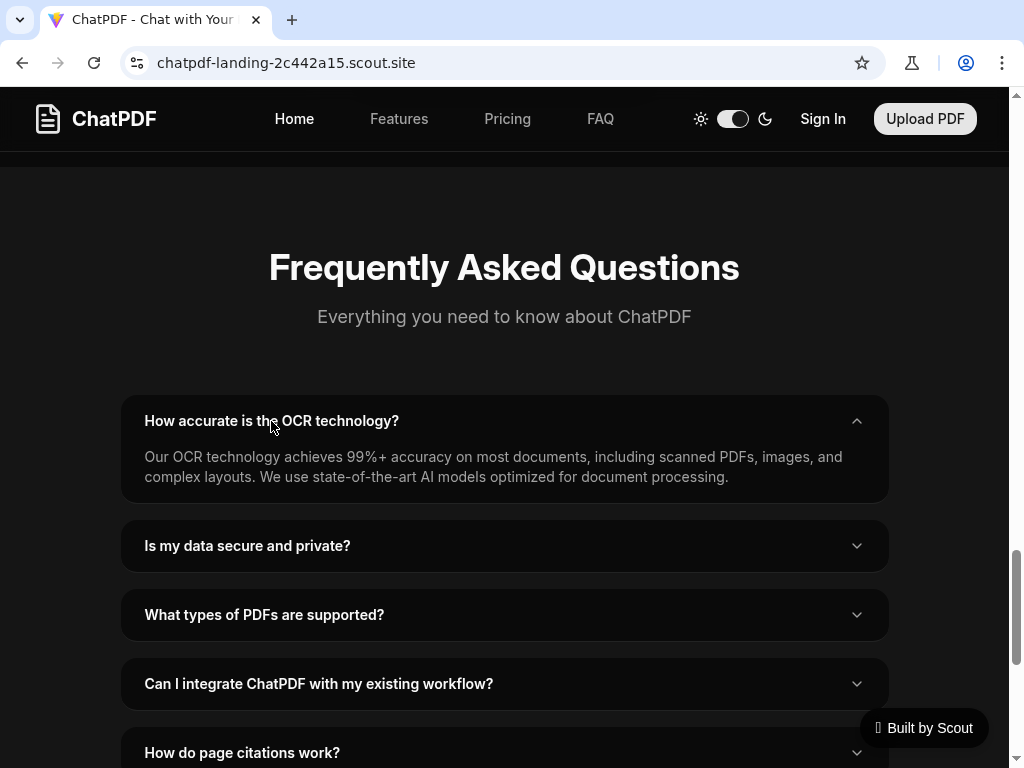 ChatPDF - Chat with Your
chatpdf-landing-2c442a15.scout.site
ChatPDF
Home
Features
Pricing
FAQ
Sign In
Upload PDF
Frequently Asked Questions
Everything you need to know about ChatPDF
How accurate is the OCR technology?
Our OCR technology achieves 99%+ accuracy on most documents, including scanned PDFs, images, and
complex layouts. We use state-of-the-art AI models optimized for document processing.
Is my data secure and private?
What types of PDFs are supported?
Can I integrate ChatPDF with my existing workflow?
Built by Scout
How do page citations work?